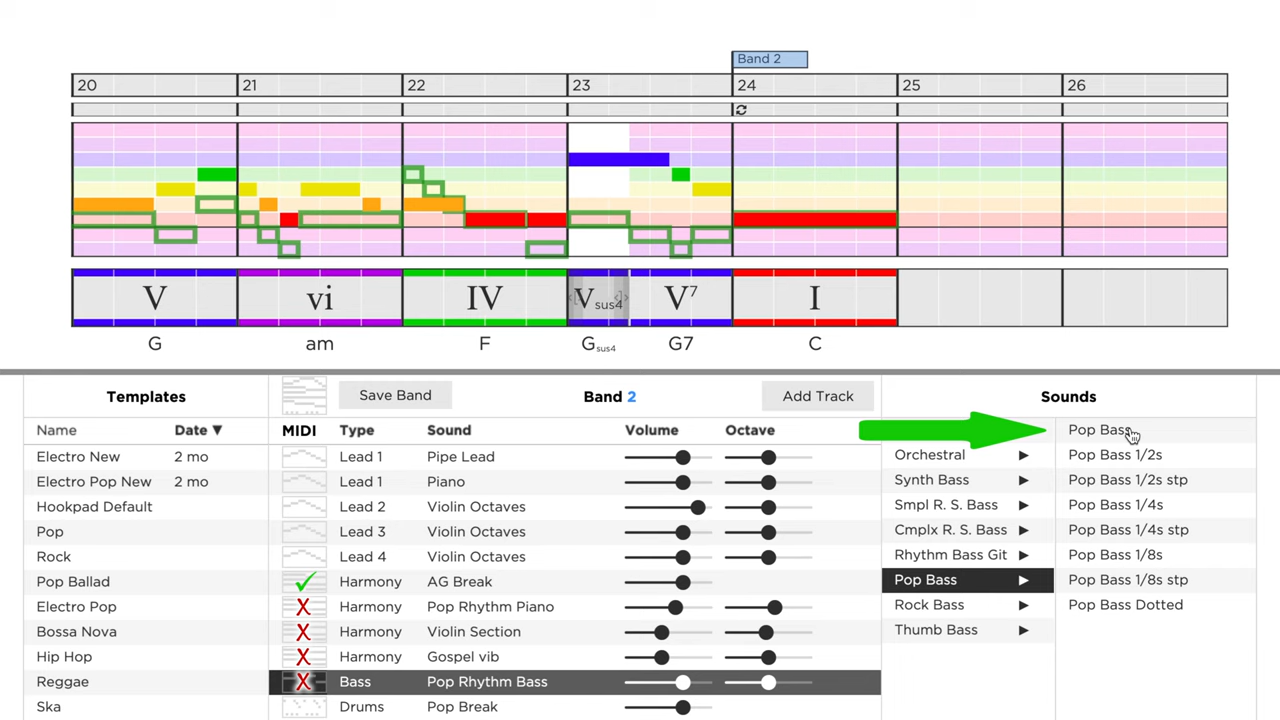 Band 2
20 21 22 23 24 25 26
V vi IV Vsus4 V7 I
G am F Gsus4 G7 C
Templates Save Band Band 2 Add Track Sounds
Name Date ▼ MIDI Type Sound Volume Octave Pop Bass
Electro New 2 mo Lead 1 Pipe Lead Orchestral ▶ Pop Bass 1/2s
Electro Pop New 2 mo Lead 1 Piano Synth Bass ▶ Pop Bass 1/2s stp
Hookpad Default Lead 2 Violin Octaves Smpl R. S. Bass ▶ Pop Bass 1/4s
Pop Lead 3 Violin Octaves Cmplx R. S. Bass ▶ Pop Bass 1/4s stp
Rock Lead 4 Violin Octaves Rhythm Bass Git ▶ Pop Bass 1/8s
Pop Ballad Harmony AG Break Pop Bass ▶ Pop Bass 1/8s stp
Electro Pop X Harmony Pop Rhythm Piano Rock Bass ▶ Pop Bass Dotted
Bossa Nova X Harmony Violin Section Thumb Bass ▶
Hip Hop X Harmony Gospel vib
Reggae X Bass Pop Rhythm Bass
Ska Drums Pop Break